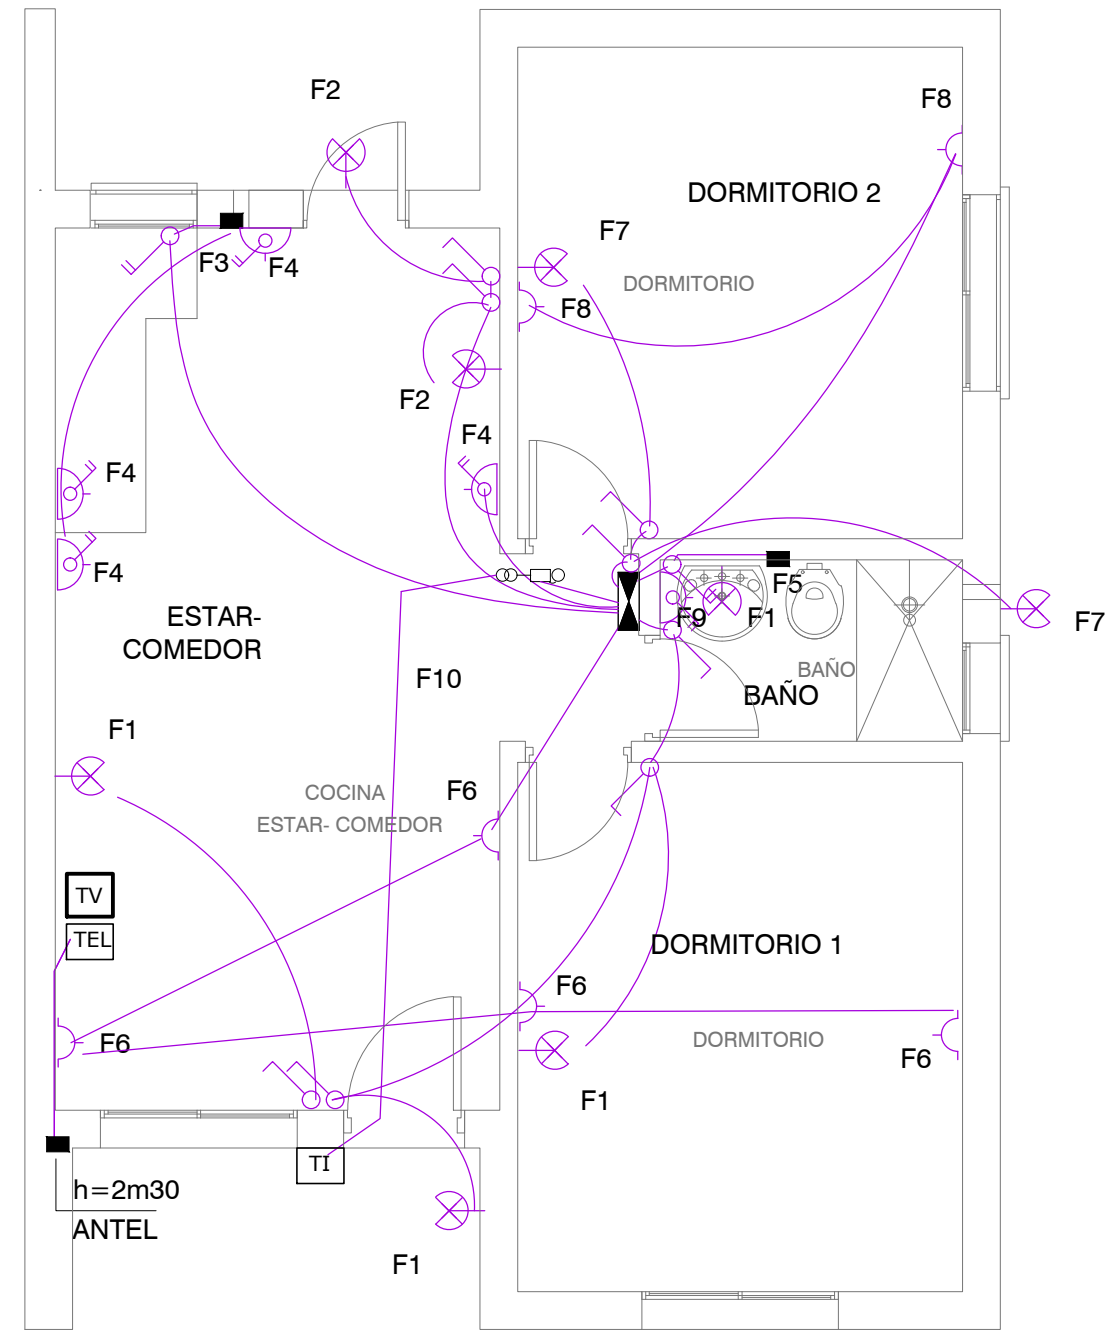 F2
F8
DORMITORIO 2
F7
F3
F4
DORMITORIO
F8
F2
F4
F4
F4
F5
ESTAR-
COMEDOR
F9
F1
F7
BAÑO
BAÑO
F10
F1
F6
COCINA
ESTAR- COMEDOR
TV
TEL
DORMITORIO 1
F6
F6
DORMITORIO
F6
F1
TI
h=2m30
ANTEL
F1